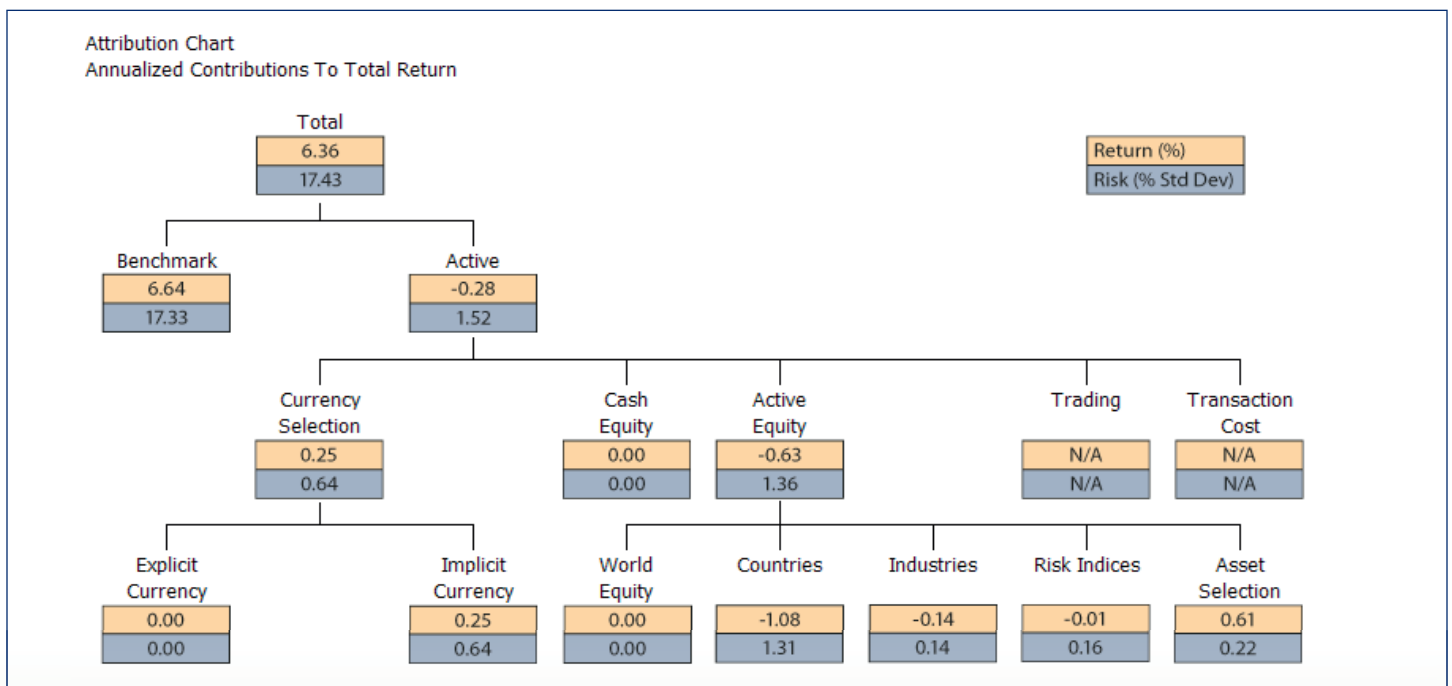 Attribution Chart
Annualized Contributions To Total Return
Total
6.36
17.43
Return (%)
Risk (% Std Dev)
Benchmark
6.64
17.33
Active
-0.28
1.52
Currency
Selection
0.25
0.64
Cash
Equity
0.00
0.00
Active
Equity
-0.63
1.36
Trading
N/A
N/A
Transaction
Cost
N/A
N/A
Explicit
Currency
0.00
0.00
Implicit
Currency
0.25
0.64
World
Equity
0.00
0.00
Countries
-1.08
1.31
Industries
-0.14
0.14
Risk Indices
-0.01
0.16
Asset
Selection
0.61
0.22